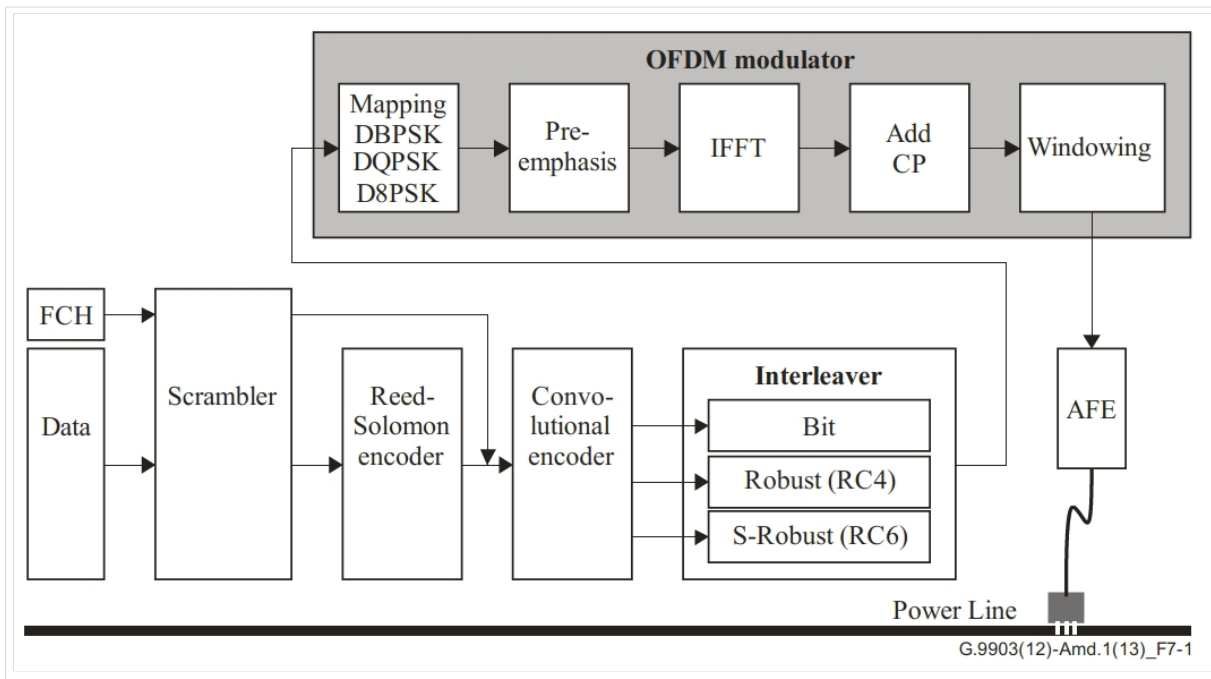 OFDM modulator
Mapping
DBPSK
DQPSK
D8PSK
Pre-
emphasis
IFFT
Add
CP
Windowing
FCH
Data
Scrambler
Reed-
Solomon
encoder
Convo-
lutional
encoder
Interleaver
Bit
Robust (RC4)
S-Robust (RC6)
AFE
Power Line
G.9903(12)-Amd.1(13)_F7-1